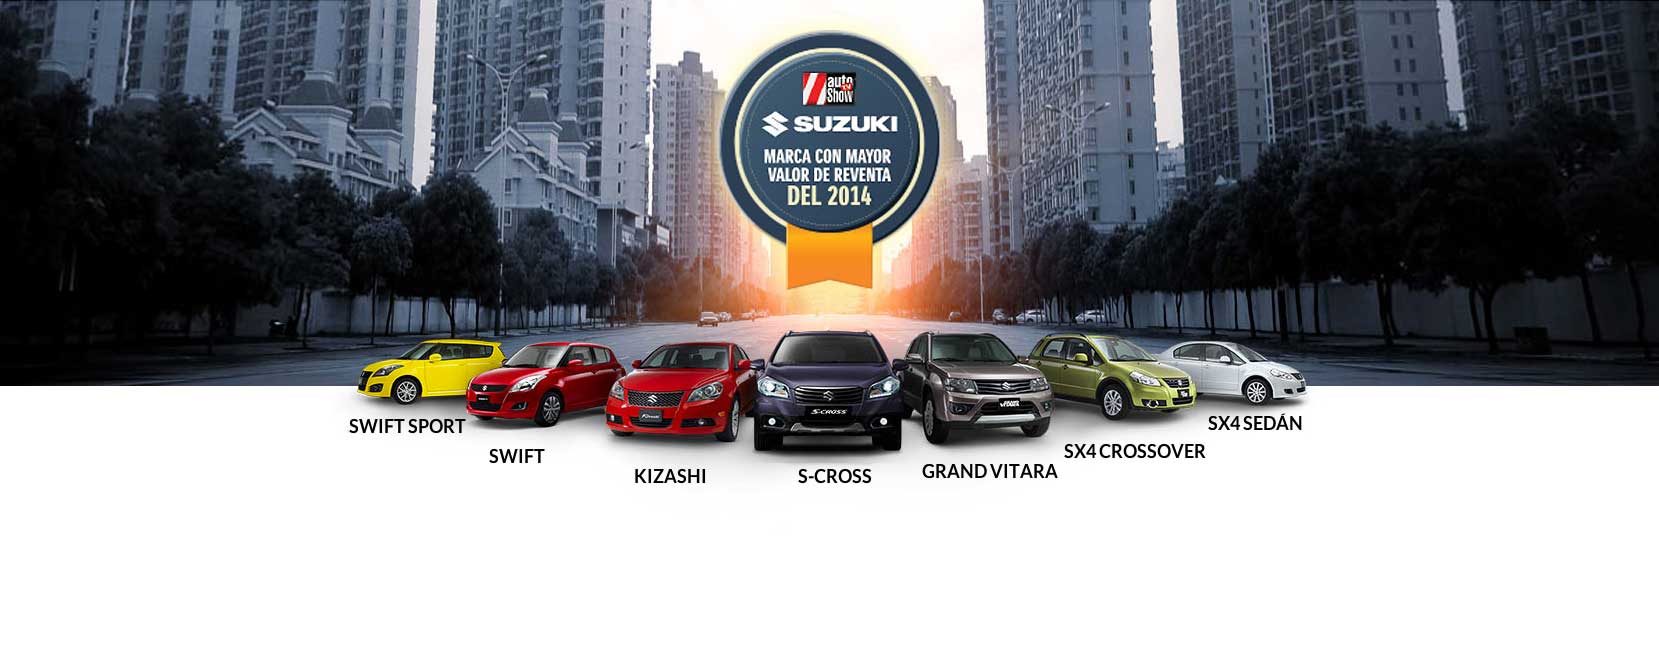 auto
Show
SUZUKI
MARCA CON MAYOR
VALOR DE REVENTA
DEL 2014
S-CROSS
SWIFT SPORT
SWIFT
KIZASHI
S-CROSS
GRAND VITARA
SX4 CROSSOVER
SX4 SEDÁN